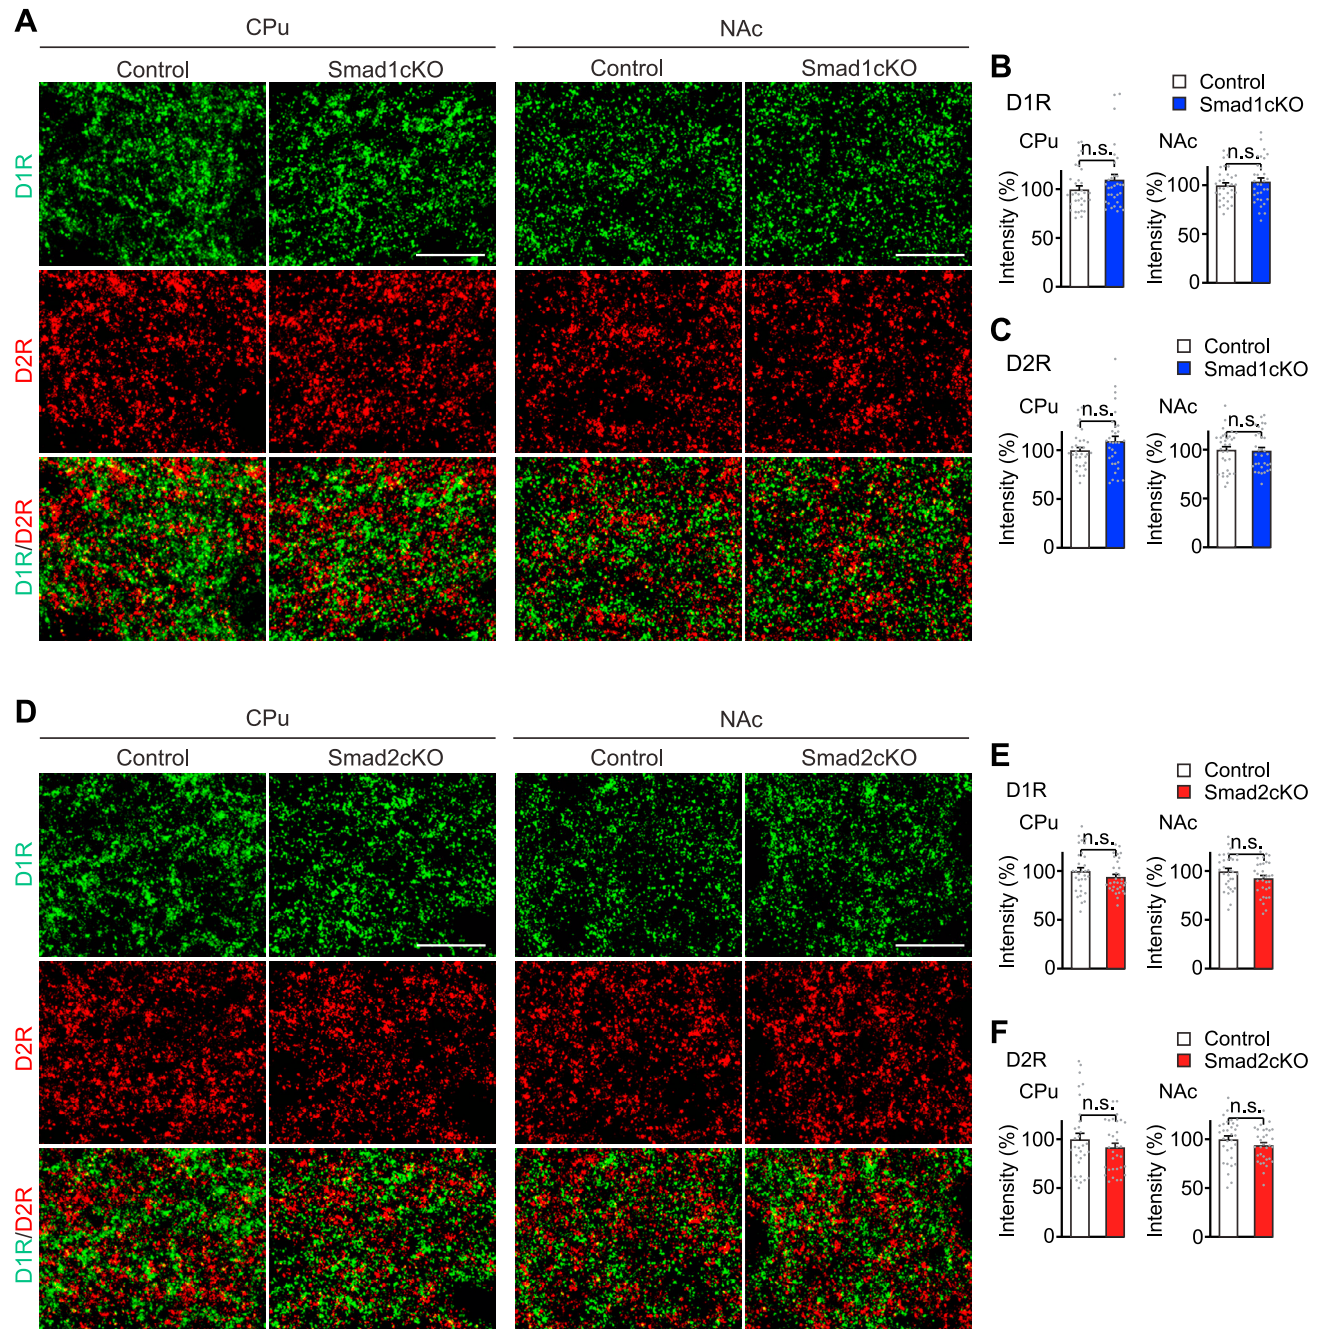 A
CPu
NAc
Control
Smad1cKO
Control
Smad1cKO
D1R
D2R
D1R/D2R
B
Control
Smad1cKO
D1R
CPu
NAc
n.s.
n.s.
Intensity (%)
100
50
0
Intensity (%)
100
50
0
C
Control
Smad1cKO
D2R
CPu
NAc
n.s.
n.s.
Intensity (%)
100
50
0
Intensity (%)
100
50
0
D
CPu
NAc
Control
Smad2cKO
Control
Smad2cKO
D1R
D2R
D1R/D2R
E
Control
Smad2cKO
D1R
CPu
NAc
n.s.
n.s.
Intensity (%)
100
50
0
Intensity (%)
100
50
0
F
Control
Smad2cKO
D2R
CPu
NAc
n.s.
n.s.
Intensity (%)
100
50
0
Intensity (%)
100
50
0